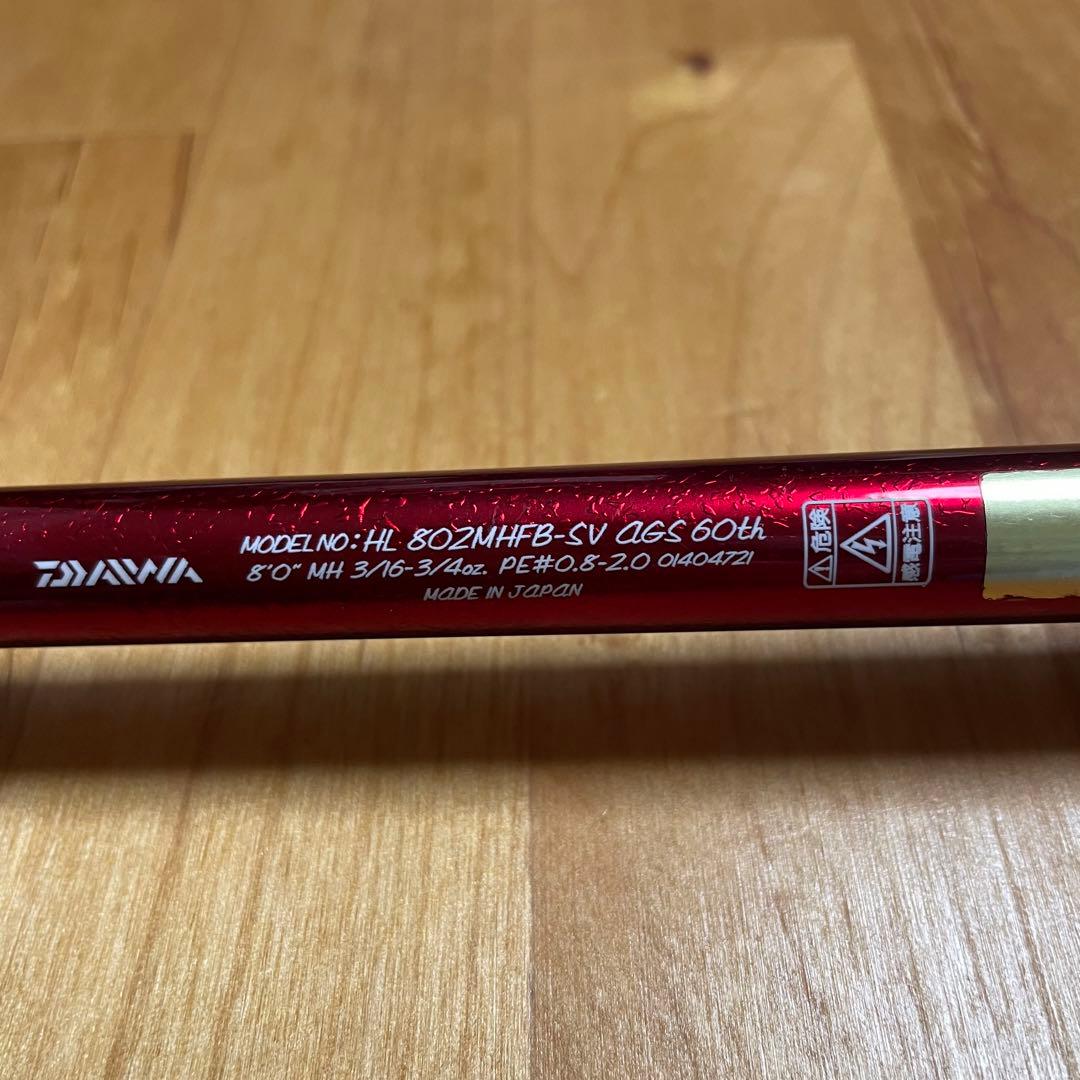 DAIWA
MODEL NO: HL 802MHFB-SV AGS 60th
8'0" MH 3/16-3/4oz. PE#0.8-2.0 01404721
MADE IN JAPAN
危険
感電注意